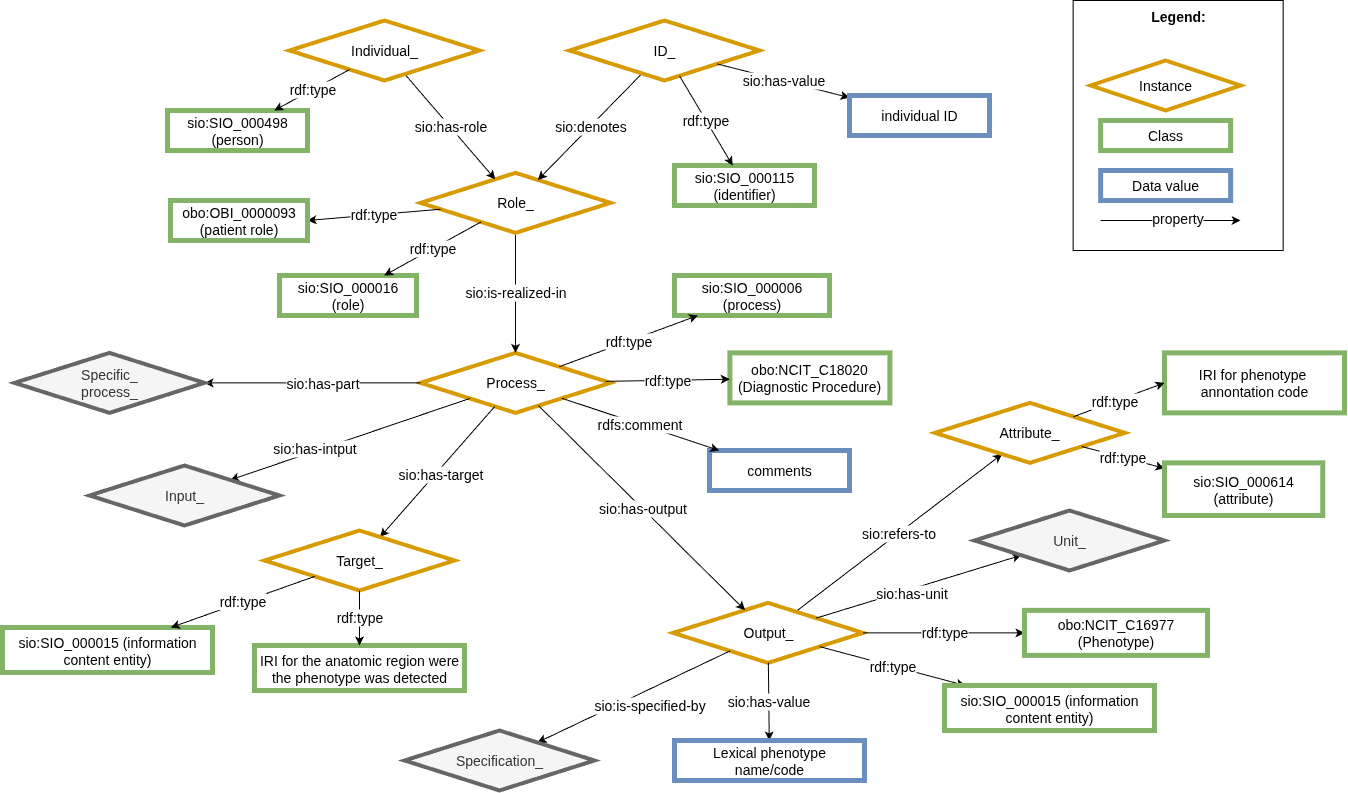 Legend:
Individual_
ID_
rdf:type
sio:has-value
Instance
sio:SIO_000498
(person)
sio:has-role
sio:denotes
rdf:type
individual ID
Class
sio:SIO_000115
(identifier)
Data value
obo:OBI_0000093
(patient role)
rdf:type
Role_
property
rdf:type
sio:SIO_000016
(role)
sio:is-realized-in
sio:SIO_000006
(process)
rdf:type
Specific_
process_
sio:has-part
Process_
rdf:type
obo:NCIT_C18020
(Diagnostic Procedure)
IRI for phenotype
annontation code
rdf:type
rdfs:comment
Attribute_
sio:has-intput
rdf:type
sio:has-target
comments
sio:SIO_000614
(attribute)
Input_
sio:has-output
sio:refers-to
Unit_
Target_
sio:has-unit
rdf:type
rdf:type
sio:SIO_000015 (information
content entity)
IRI for the anatomic region were
the phenotype was detected
Output_
rdf:type
obo:NCIT_C16977
(Phenotype)
rdf:type
sio:is-specified-by
sio:has-value
sio:SIO_000015 (information
content entity)
Specification_
Lexical phenotype
name/code